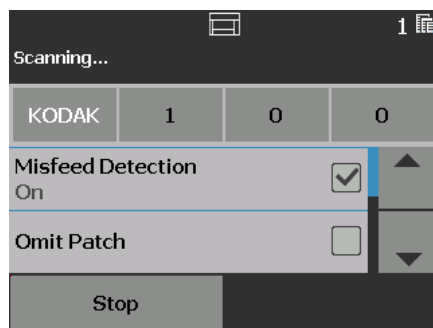 1
Scanning...
KODAK 1 0 0
Misfeed Detection
On
Omit Patch
Stop